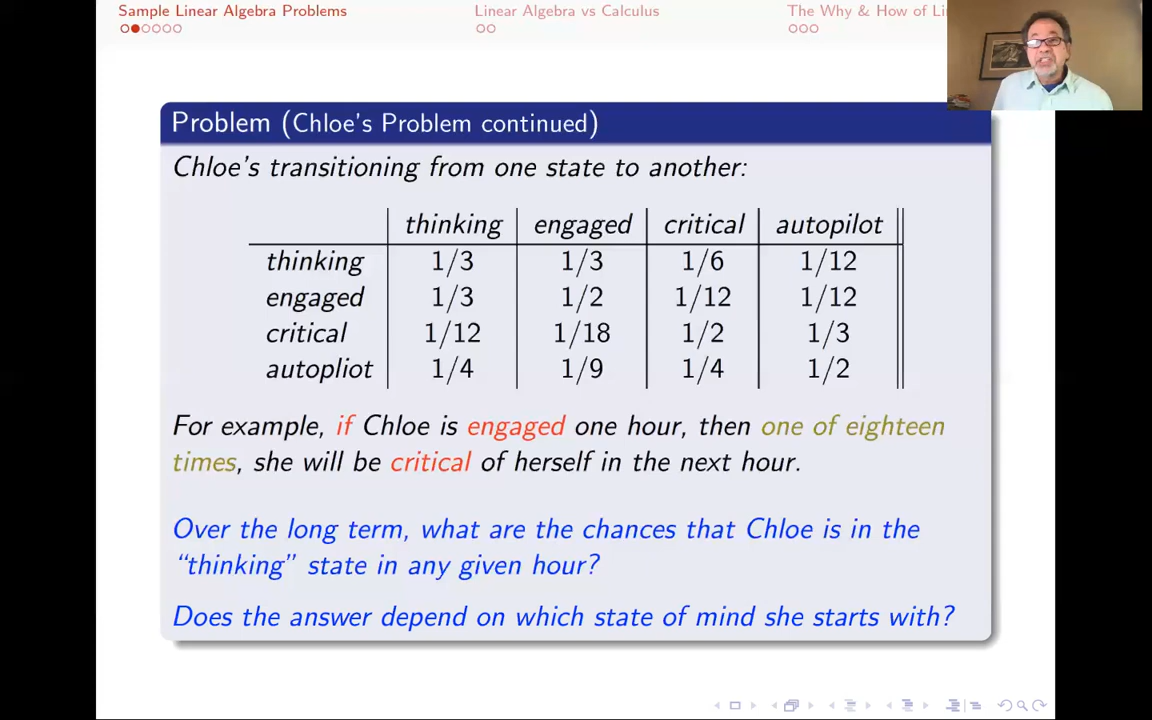 Sample Linear Algebra Problems Linear Algebra vs Calculus The Why & How of Li
Problem (Chloe's Problem continued)
Chloe's transitioning from one state to another:
thinking engaged critical autopilot
thinking 1/3 1/3 1/6 1/12
engaged 1/3 1/2 1/12 1/12
critical 1/12 1/18 1/2 1/3
autopliot 1/4 1/9 1/4 1/2
For example, if Chloe is engaged one hour, then one of eighteen
times, she will be critical of herself in the next hour.
Over the long term, what are the chances that Chloe is in the
"thinking" state in any given hour?
Does the answer depend on which state of mind she starts with?